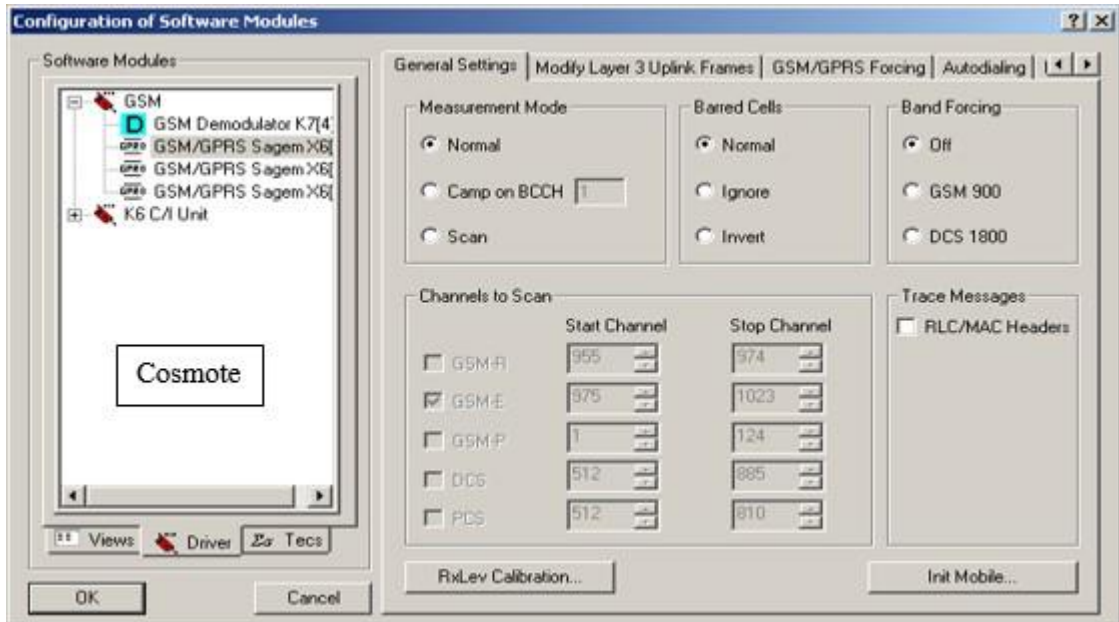 Configuration of Software Modules
Software Modules
GSM
D GSM Demodulator K7[4]
GPRS GSM/GPRS Sagem X6[
GPRS GSM/GPRS Sagem X6[
GPRS GSM/GPRS Sagem X6[
K6 C/I Unit
Cosmote
Views Driver Σσ Tecs
OK Cancel
General Settings Modify Layer 3 Uplink Frames GSM/GPRS Forcing Autodialing
Measurement Mode
Normal
Camp on BCCH 1
Scan
Barred Cells
Normal
Ignore
Invert
Band Forcing
Off
GSM 900
DCS 1800
Channels to Scan
Start Channel Stop Channel
GSM-R 955 974
GSM-E 975 1023
GSM-P 1 124
DCS 512 885
PCS 512 810
Trace Messages
RLC/MAC Headers
RxLev Calibration... Init Mobile...